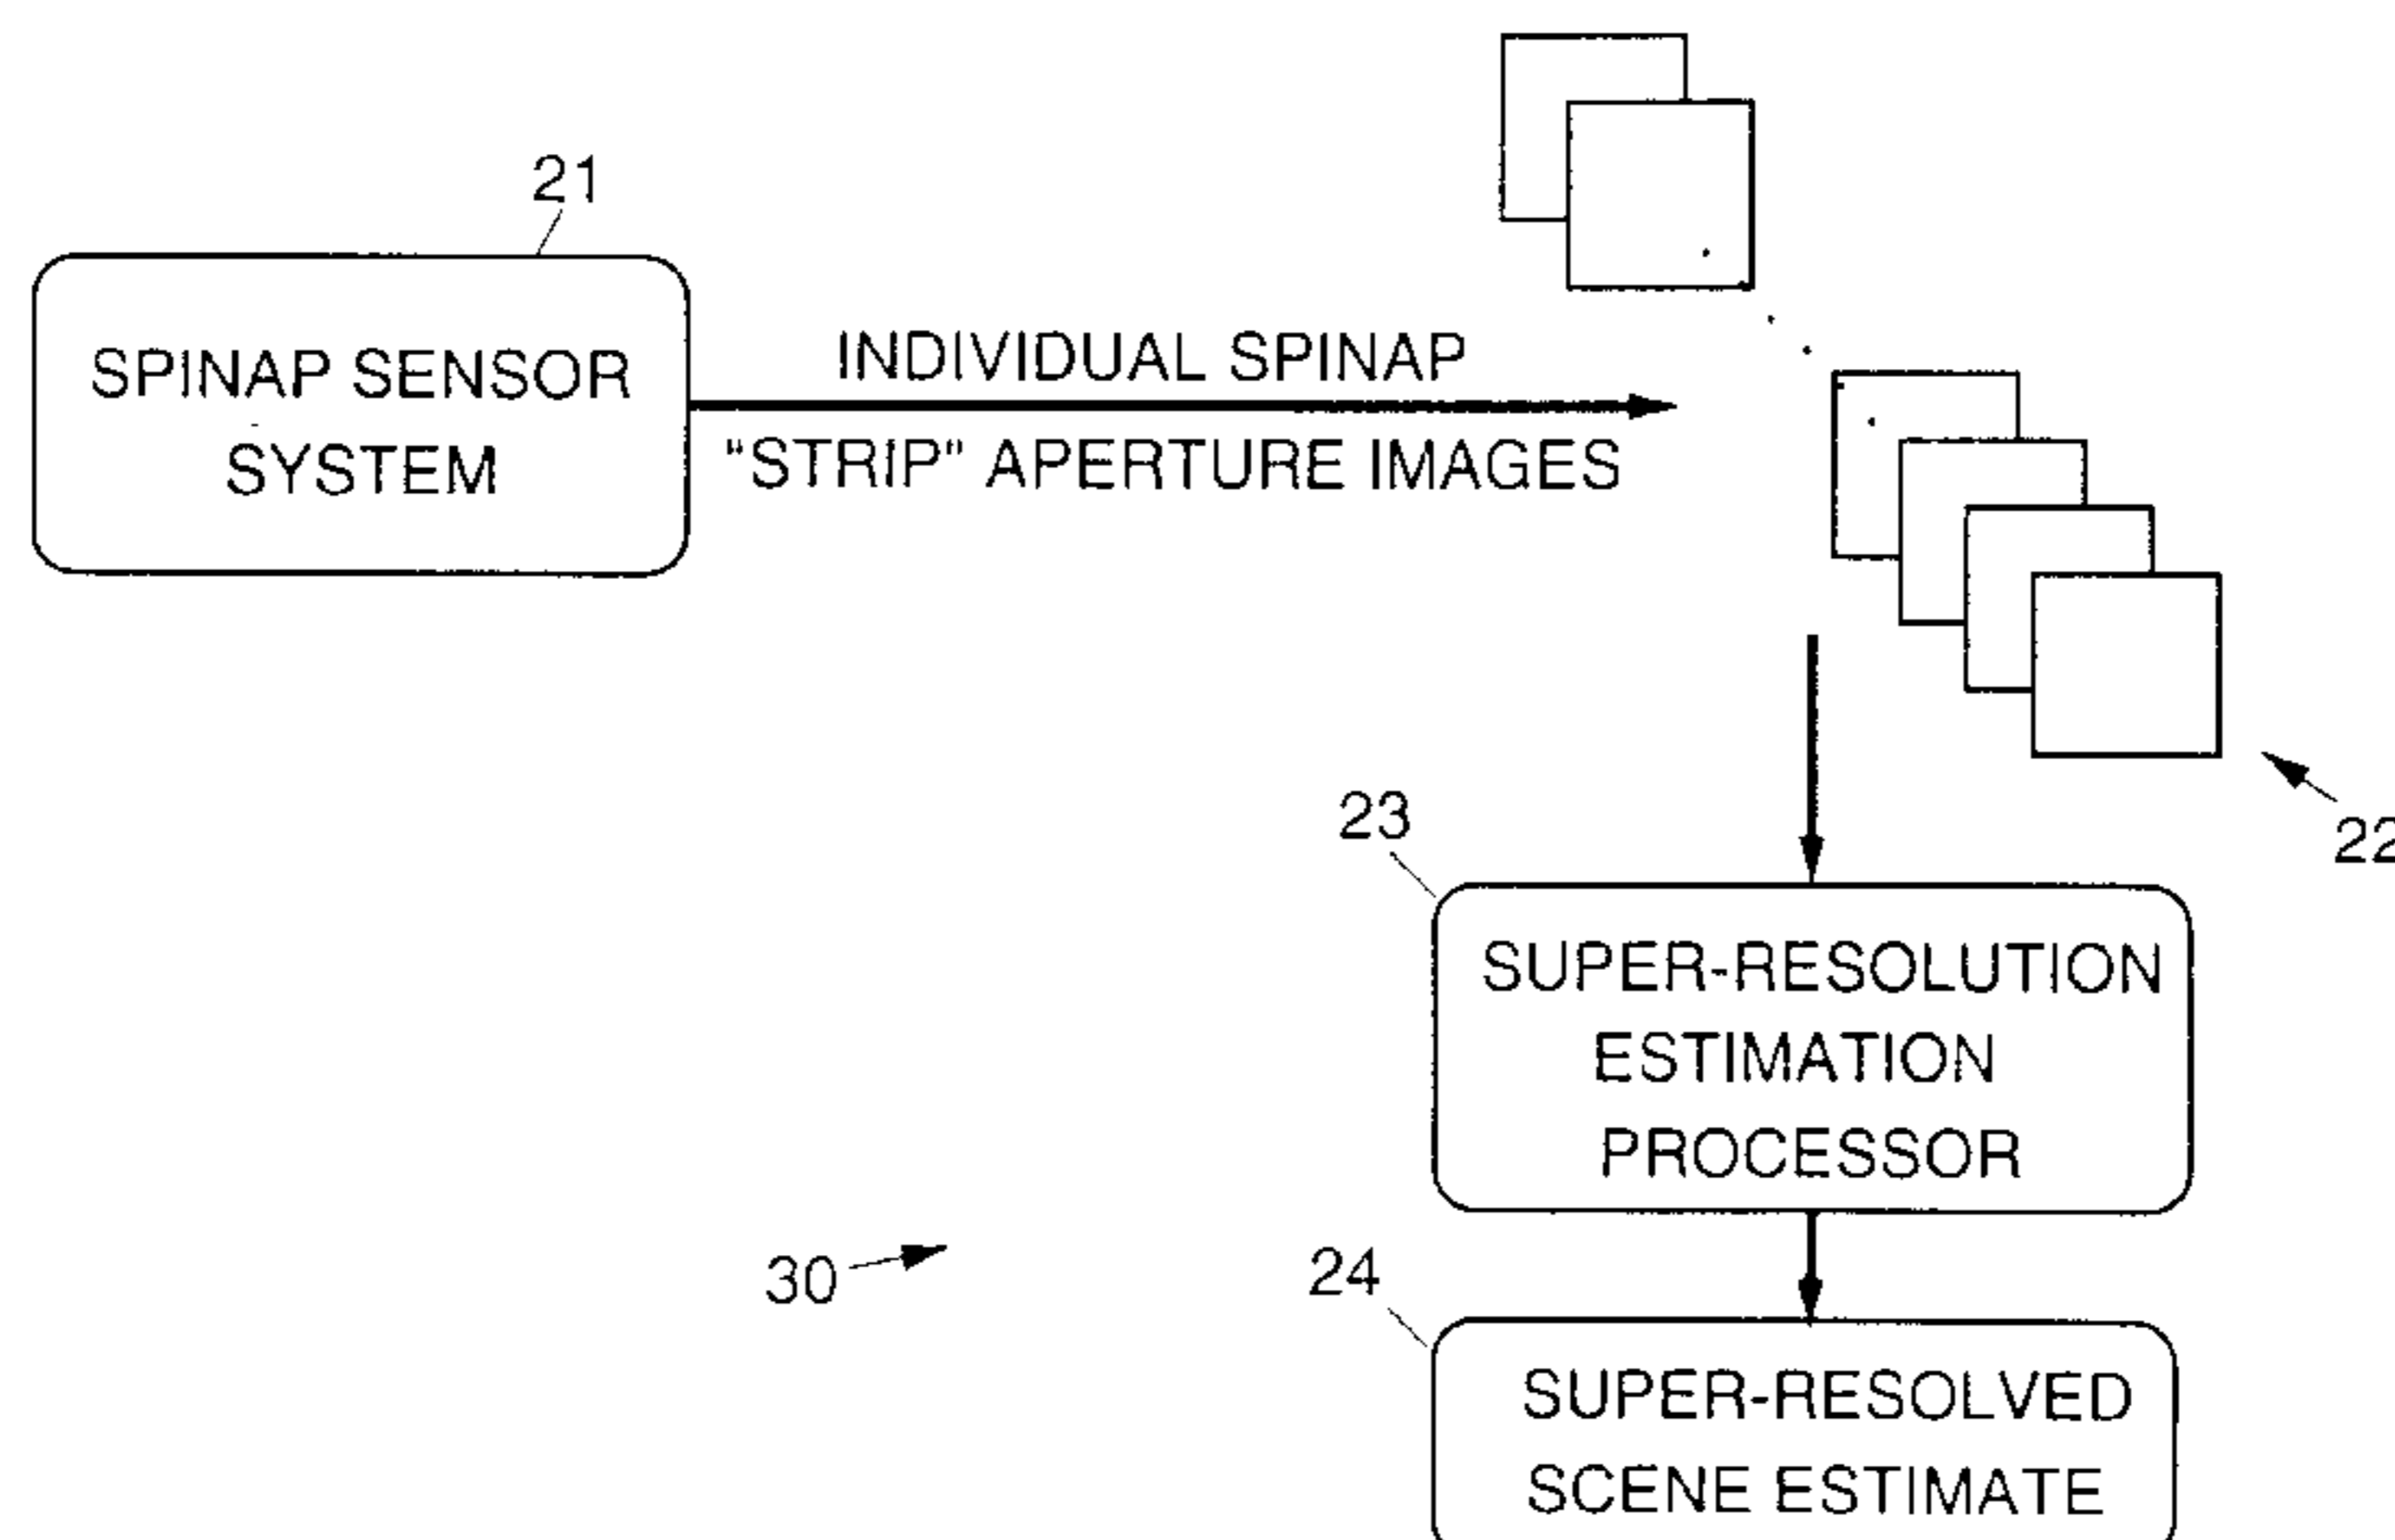 21
SPINAP SENSOR
SYSTEM
INDIVIDUAL SPINAP
"STRIP" APERTURE IMAGES
22
23
SUPER-RESOLUTION
ESTIMATION
PROCESSOR
30
24
SUPER-RESOLVED
SCENE ESTIMATE